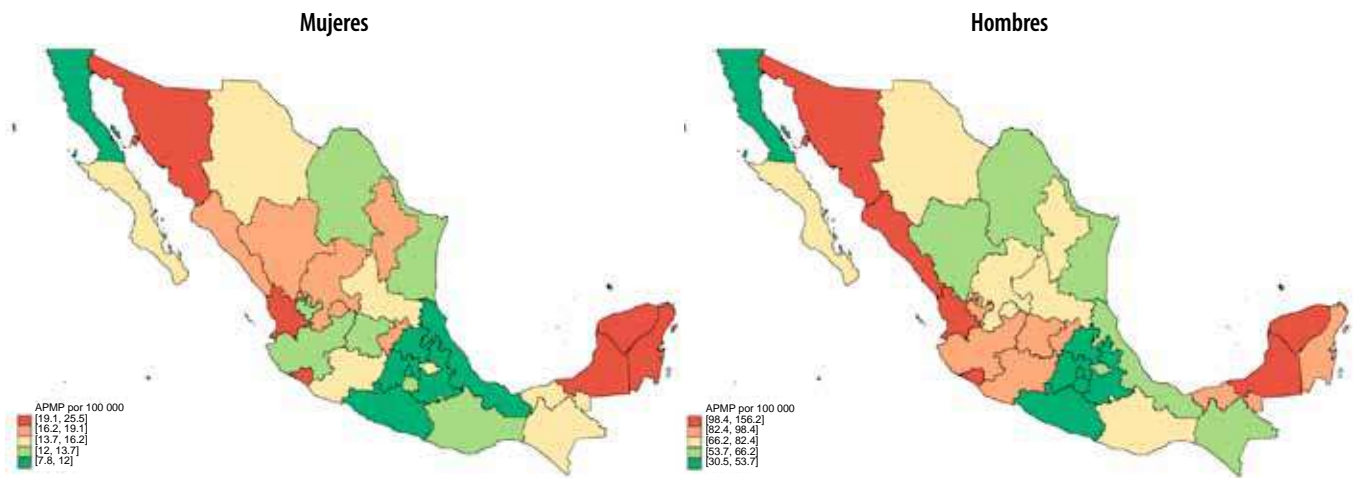 Mujeres
Hombres
APMP por 100 000
[19.1, 25.5]
[16.2, 19.1]
[13.7, 16.2]
[12, 13.7]
[7.8, 12]
APMP por 100 000
[98.4, 156.2]
[82.4, 98.4]
[66.2, 82.4]
[53.7, 66.2]
[30.5, 53.7]